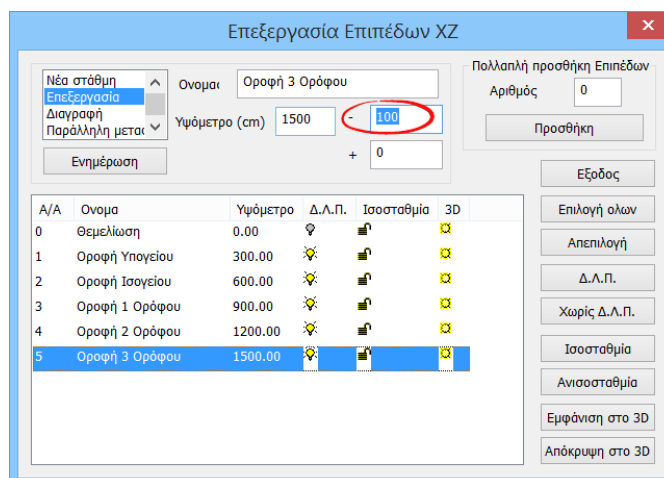 Επεξεργασία Επιπέδων XZ
×
Νέα στάθμη
Επεξεργασία
Διαγραφή
Παράλληλη μετας
Ενημέρωση
Ονομα
Οροφή 3 Ορόφου
Υψόμετρο (cm) 1500 - 100
+ 0
Πολλαπλή προσθήκη Επιπέδων
Αριθμός 0
Προσθήκη
Εξοδος
Επιλογή ολων
Απεπιλογή
Δ.Λ.Π.
Χωρίς Δ.Λ.Π.
Ισοσταθμία
Ανισοσταθμία
Εμφάνιση στο 3D
Απόκρυψη στο 3D
Α/Α Ονομα Υψόμετρο Δ.Λ.Π. Ισοσταθμία 3D
0 Θεμελίωση 0.00
1 Οροφή Υπογείου 300.00
2 Οροφή Ισογείου 600.00
3 Οροφή 1 Ορόφου 900.00
4 Οροφή 2 Ορόφου 1200.00
5 Οροφή 3 Ορόφου 1500.00